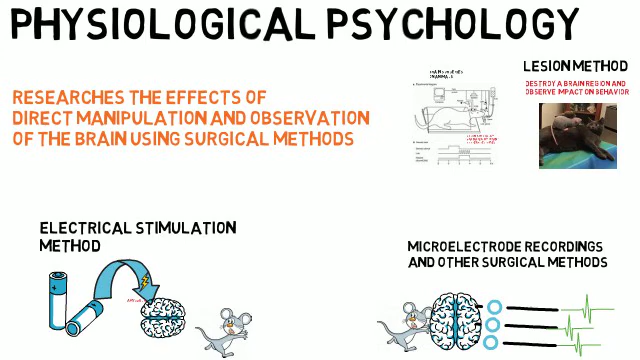 PHYSIOLOGICAL PSYCHOLOGY
LESION METHOD
DESTROY A BRAIN REGION AND
OBSERVE IMPACT ON BEHAVIOR
RESEARCHES THE EFFECTS OF
DIRECT MANIPULATION AND OBSERVATION
OF THE BRAIN USING SURGICAL METHODS
ELECTRICAL STIMULATION
METHOD
MICROELECTRODE RECORDINGS
AND OTHER SURGICAL METHODS